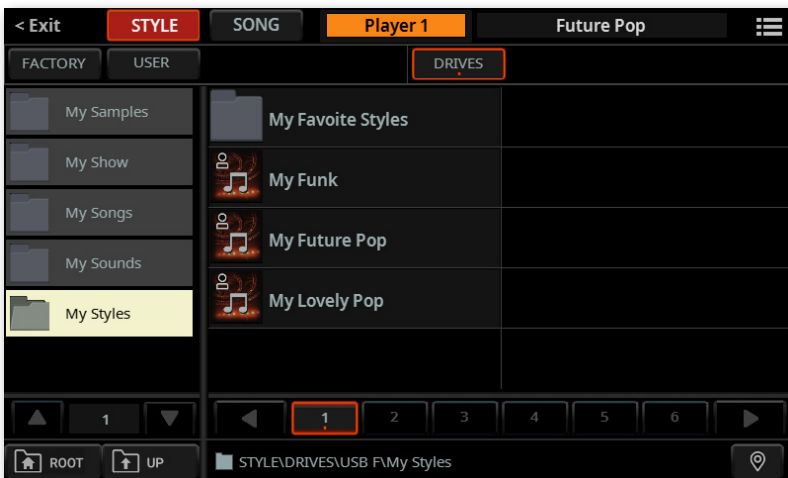 < Exit STYLE SONG Player 1 Future Pop
FACTORY USER DRIVES
My Samples
My Show
My Songs
My Sounds
My Styles
My Favoite Styles
My Funk
My Future Pop
My Lovely Pop
1 1 2 3 4 5 6
ROOT UP STYLE\DRIVES\USB F\My Styles